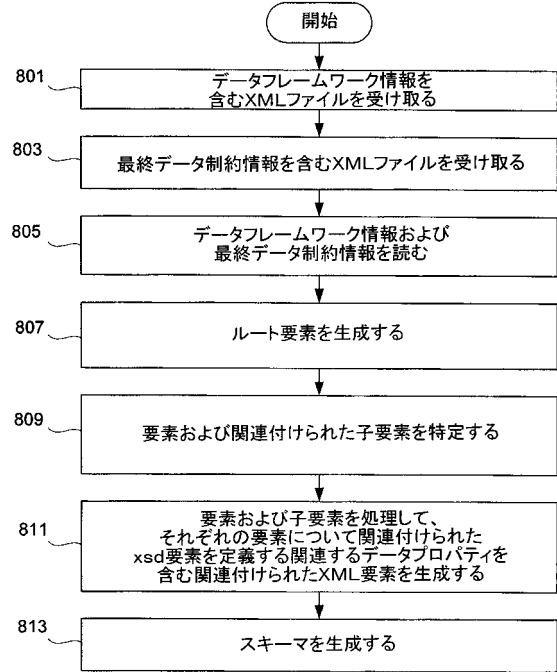 開始
801
データフレームワーク情報を
含むXMLファイルを受け取る
803
最終データ制約情報を含むXMLファイルを受け取る
805
データフレームワーク情報および
最終データ制約情報を読む
807
ルート要素を生成する
809
要素および関連付けられた子要素を特定する
811
要素および子要素を処理して、
それぞれの要素について関連付けられた
xsd要素を定義する関連するデータプロパティを
含む関連付けられたXML要素を生成する
813
スキーマを生成する